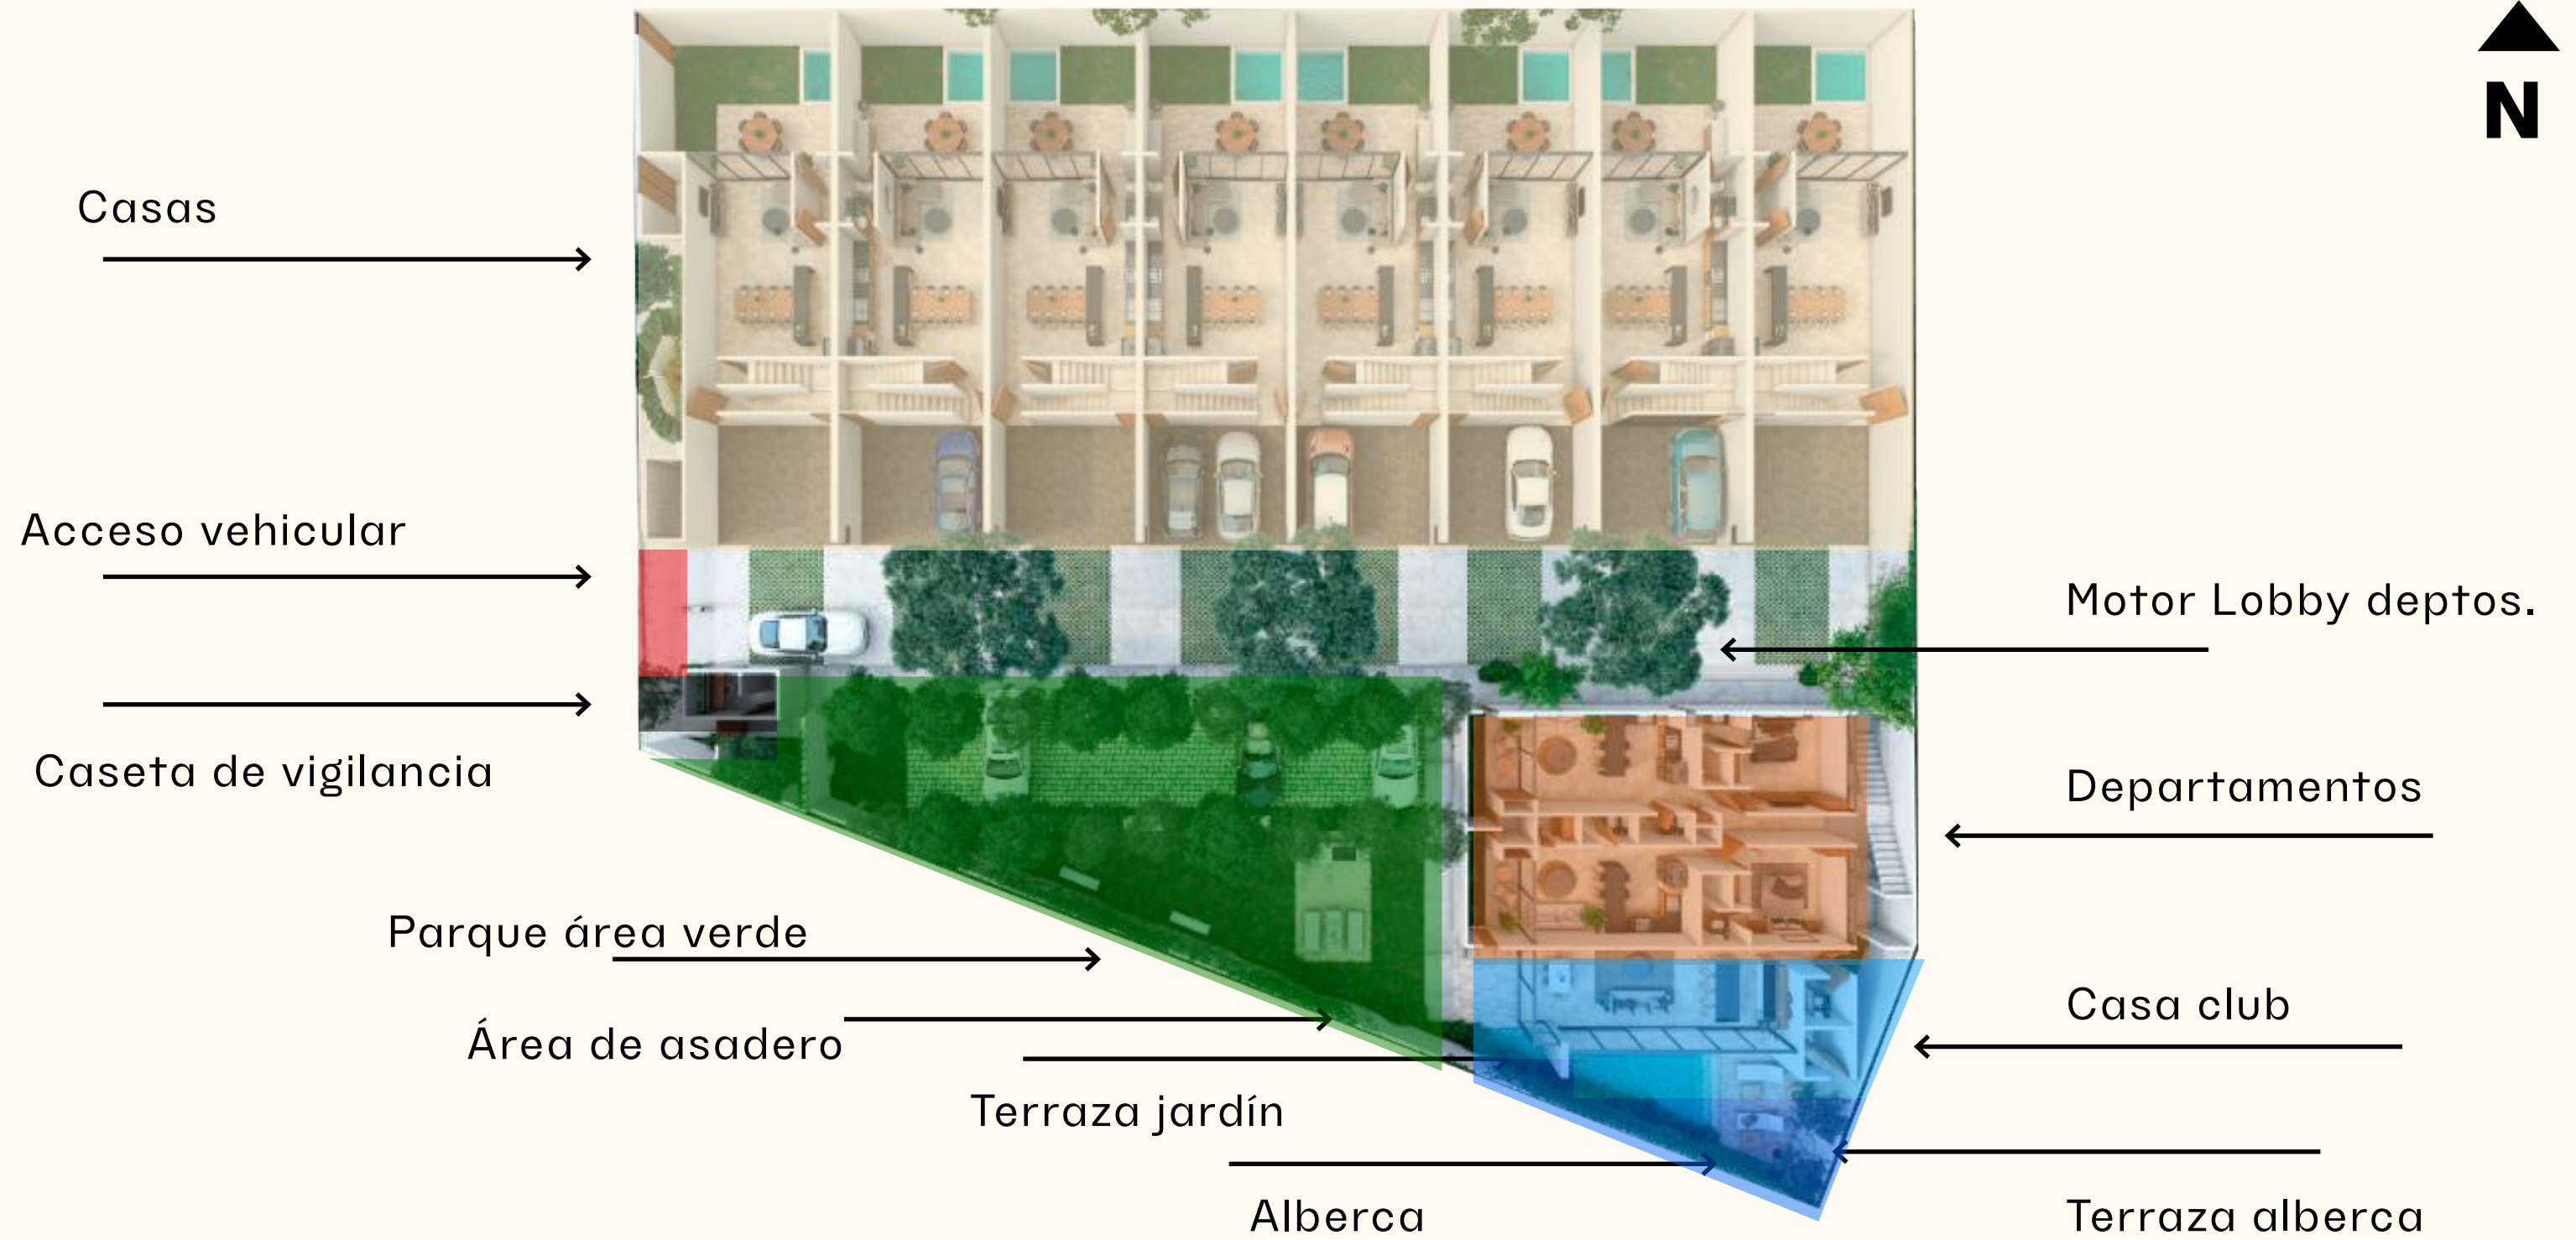 N
Casas
Acceso vehicular
Motor Lobby deptos.
Caseta de vigilancia
Departamentos
Parque área verde
Casa club
Área de asadero
Terraza jardín
Alberca
Terraza alberca